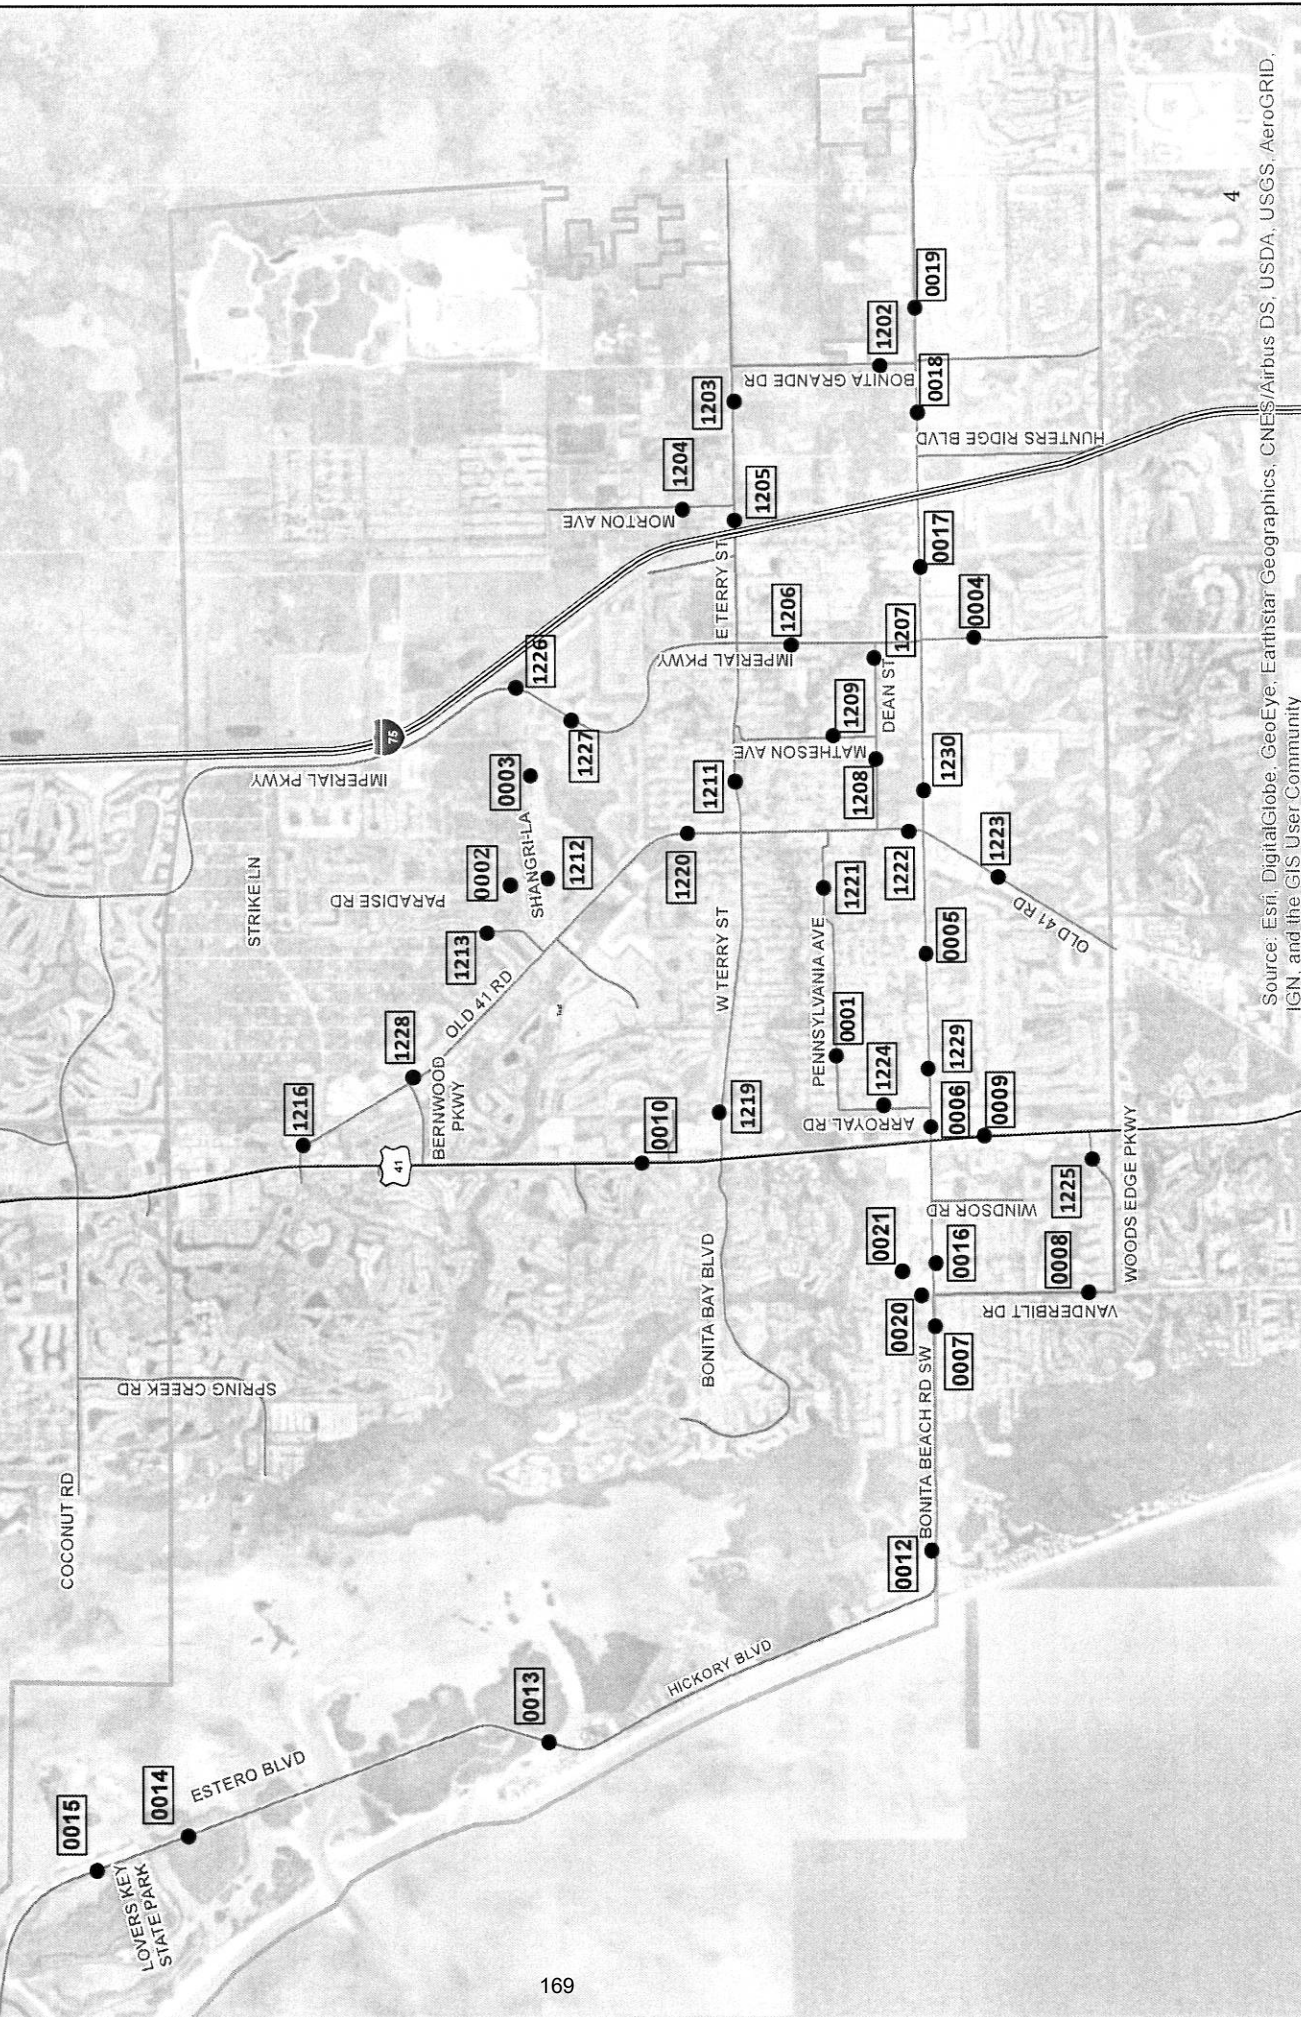 COCONUT RD
SPRING CREEK RD
STRIKE LN
IMPERIAL PKWY
75
41
1216
1228
BERNWOOD
PKWY
OLD 41 RD
1213
PARADISE RD
0002
SHANGRI-LA
1212
0003
1226
1227
MORTON AVE
1204
1203
1205
E TERRY ST
IMPERIAL PKWY
1206
1211
1220
W TERRY ST
1219
0010
BONITA BAY BLVD
MATHESON AVE
1209
DEAN ST
1207
1208
BONITA GRANDE DR
1202
0019
0018
HUNTERS RIDGE BLVD
0017
0004
1230
1222
1223
OLD 41 RD
1221
PENNSYLVANIA AVE
0001
1224
ARROYAL RD
0005
1229
0006
0009
WINDSOR RD
1225
WOODS EDGE PKWY
0008
VANDERBILT DR
0021
0016
0020
0007
BONITA BEACH RD SW
0012
HICKORY BLVD
0013
ESTERO BLVD
0014
0015
LOVERS KEY
STATE PARK
4
Source: Esri, DigitalGlobe, GeoEye, Earthstar Geographics, CNES/Airbus DS, USDA, USGS, AeroGRID,
IGN, and the GIS User Community
169